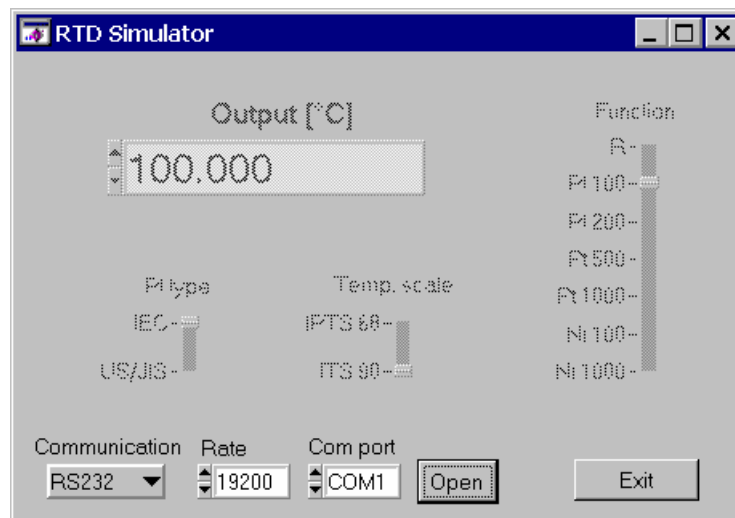 RTD Simulator
Output [°C]
100.000
Function
R
Pt 100
Pt 200
Pt 500
Pt 1000
Ni 100
Ni 1000
Pt type
IEC
US/JIS
Temp. scale
IPTS 68
ITS 90
Communication
RS232
Rate
19200
Com port
COM1
Open
Exit